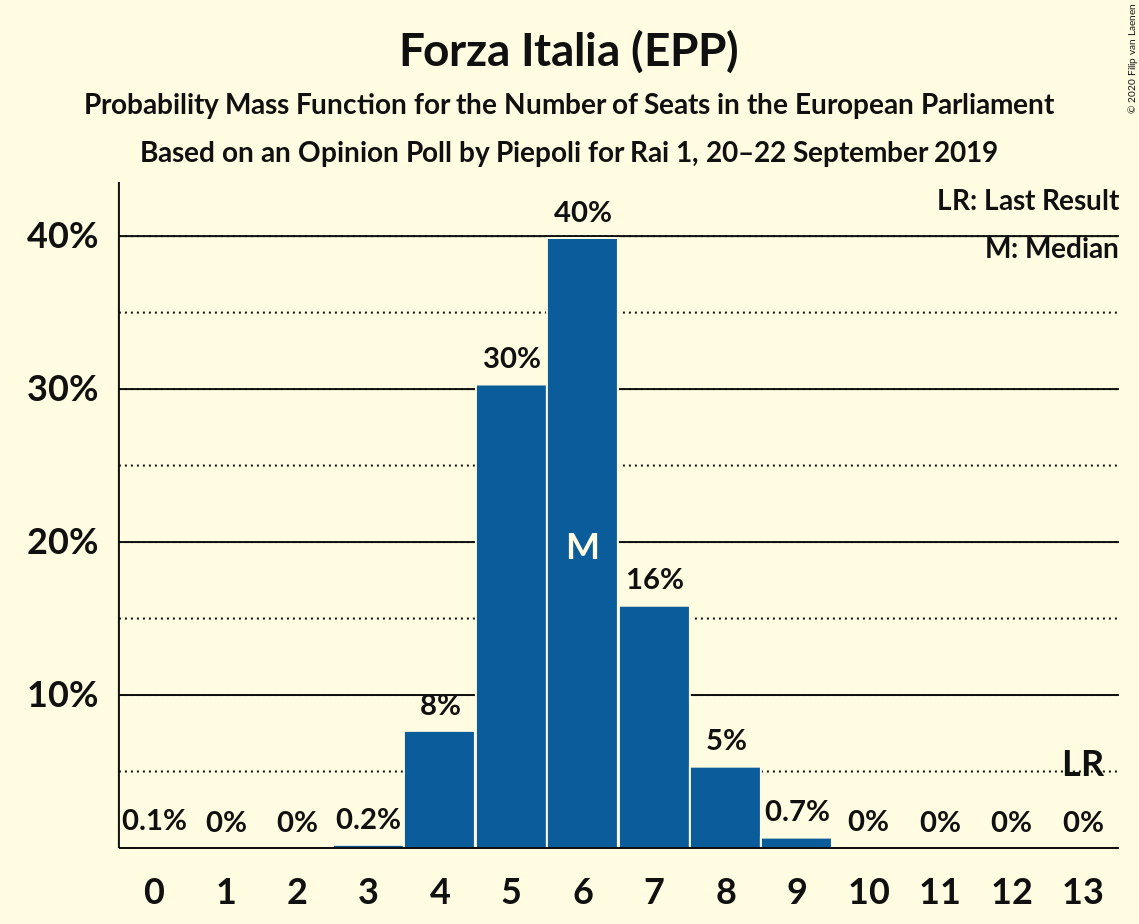 Forza Italia (EPP)
Probability Mass Function for the Number of Seats in the European Parliament
Based on an Opinion Poll by Piepoli for Rai 1, 20–22 September 2019
© 2020 Filip van Laenen
LR: Last Result
M: Median
40%
30%
20%
10%
0.1%
0%
0%
0.2%
8%
30%
40%
M
16%
5%
0.7%
0%
0%
0%
LR
0%
0 1 2 3 4 5 6 7 8 9 10 11 12 13